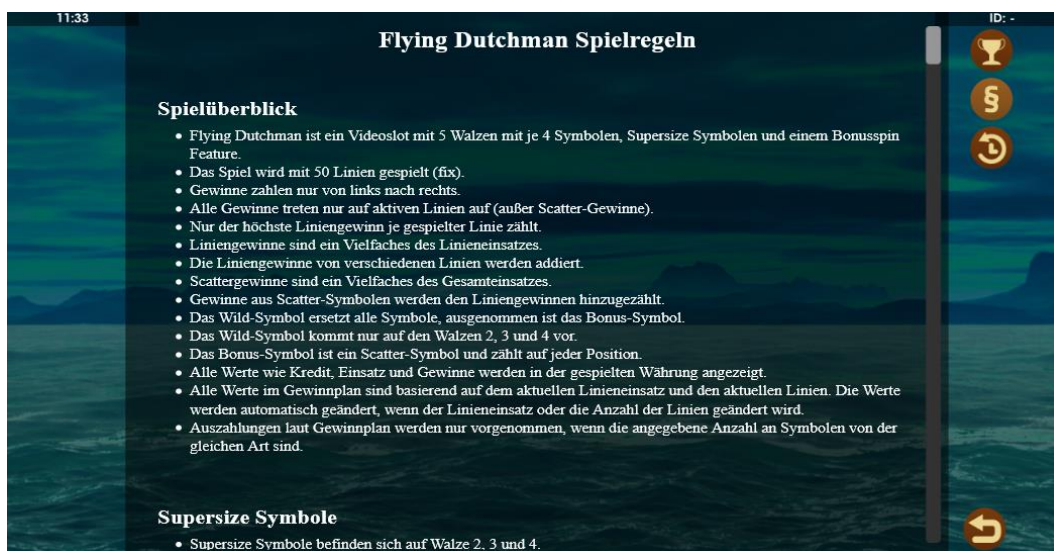 11:33
ID: -
Flying Dutchman Spielregeln
Spielüberblick
• Flying Dutchman ist ein Videoslot mit 5 Walzen mit je 4 Symbolen, Supersize Symbolen und einem Bonusspin
Feature.
• Das Spiel wird mit 50 Linien gespielt (fix).
• Gewinne zahlen nur von links nach rechts.
• Alle Gewinne treten nur auf aktiven Linien auf (außer Scatter-Gewinne).
• Nur der höchste Liniengewinn je gespielter Linie zählt.
• Liniengewinne sind ein Vielfaches des Linieneinsatzes.
• Die Liniengewinne von verschiedenen Linien werden addiert.
• Scattergewinne sind ein Vielfaches des Gesamteinsatzes.
• Gewinne aus Scatter-Symbolen werden den Liniengewinnen hinzugezählt.
• Das Wild-Symbol ersetzt alle Symbole, ausgenommen ist das Bonus-Symbol.
• Das Wild-Symbol kommt nur auf den Walzen 2, 3 und 4 vor.
• Das Bonus-Symbol ist ein Scatter-Symbol und zählt auf jeder Position.
• Alle Werte wie Kredit, Einsatz und Gewinne werden in der gespielten Währung angezeigt.
• Alle Werte im Gewinnplan sind basierend auf dem aktuellen Linieneinsatz und den aktuellen Linien. Die Werte
werden automatisch geändert, wenn der Linieneinsatz oder die Anzahl der Linien geändert wird.
• Auszahlungen laut Gewinnplan werden nur vorgenommen, wenn die angegebene Anzahl an Symbolen von der
gleichen Art sind.
Supersize Symbole
• Supersize Symbole befinden sich auf Walze 2, 3 und 4.
§